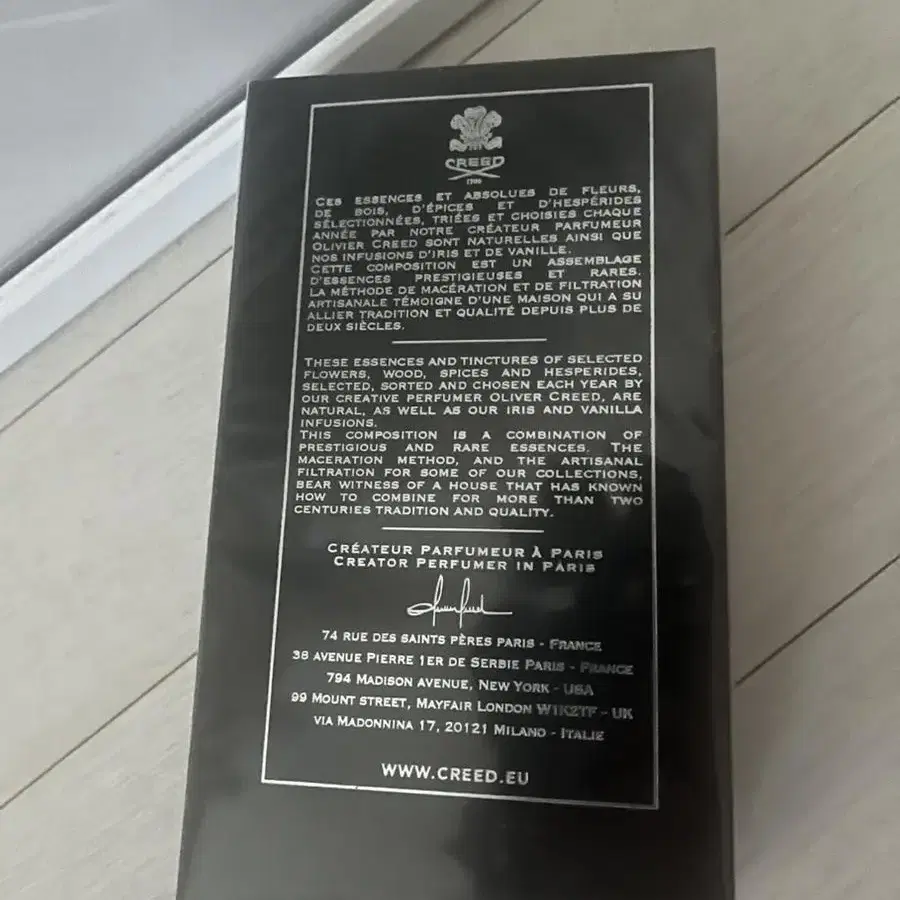 CREED
1760
CES ESSENCES ET ABSOLUES DE FLEURS,
DE BOIS, D'ÉPICES ET D'HESPÉRIDES
SÉLECTIONNÉES, TRIÉES ET CHOISIES CHAQUE
ANNÉE PAR NOTRE CRÉATEUR PARFUMEUR
OLIVIER CREED SONT NATURELLES AINSI QUE
NOS INFUSIONS D'IRIS ET DE VANILLE.
CETTE COMPOSITION EST UN ASSEMBLAGE
D'ESSENCES PRESTIGIEUSES ET RARES.
LA MÉTHODE DE MACÉRATION ET DE FILTRATION
ARTISANALE TÉMOIGNE D'UNE MAISON QUI A SU
ALLIER TRADITION ET QUALITÉ DEPUIS PLUS DE
DEUX SIÈCLES.
THESE ESSENCES AND TINCTURES OF SELECTED
FLOWERS, WOOD, SPICES AND HESPERIDES,
SELECTED, SORTED AND CHOSEN EACH YEAR BY
OUR CREATIVE PERFUMER OLIVER CREED, ARE
NATURAL, AS WELL AS OUR IRIS AND VANILLA
INFUSIONS.
THIS COMPOSITION IS A COMBINATION OF
PRESTIGIOUS AND RARE ESSENCES. THE
MACERATION METHOD, AND THE ARTISANAL
FILTRATION FOR SOME OF OUR COLLECTIONS,
BEAR WITNESS OF A HOUSE THAT HAS KNOWN
HOW TO COMBINE FOR MORE THAN TWO
CENTURIES TRADITION AND QUALITY.
CRÉATEUR PARFUMEUR À PARIS
CREATOR PERFUMER IN PARIS
74 RUE DES SAINTS PÈRES PARIS - FRANCE
38 AVENUE PIERRE 1ER DE SERBIE PARIS - FRANCE
794 MADISON AVENUE, NEW YORK - USA
99 MOUNT STREET, MAYFAIR LONDON W1K2TF - UK
VIA MADONNINA 17, 20121 MILANO - ITALIE
WWW.CREED.EU